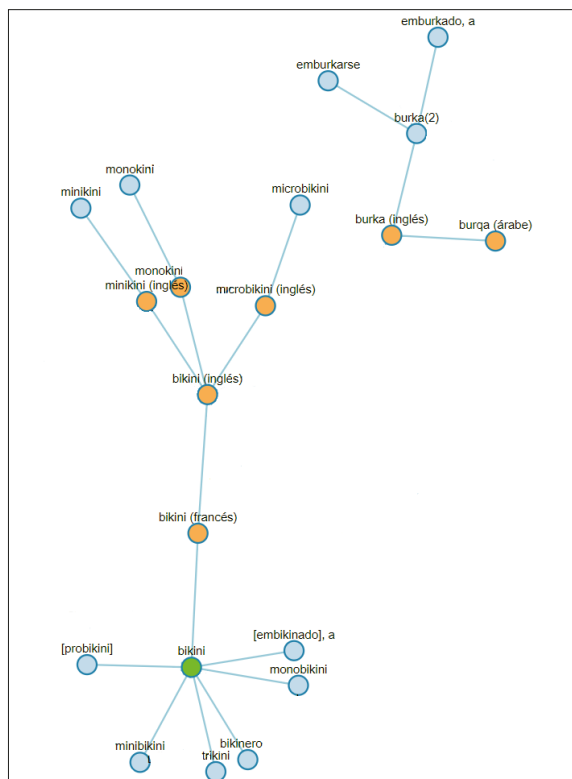 emburkado, a
emburkarse
burka(2)
monokini
microbikini
minikini
burka (inglés)
burqa (árabe)
monokini
minikini (inglés)
microbikini (inglés)
bikini (inglés)
bikini (francés)
[probikini]
bikini
[embikinado], a
monobikini
minibikini
trikini
bikinero